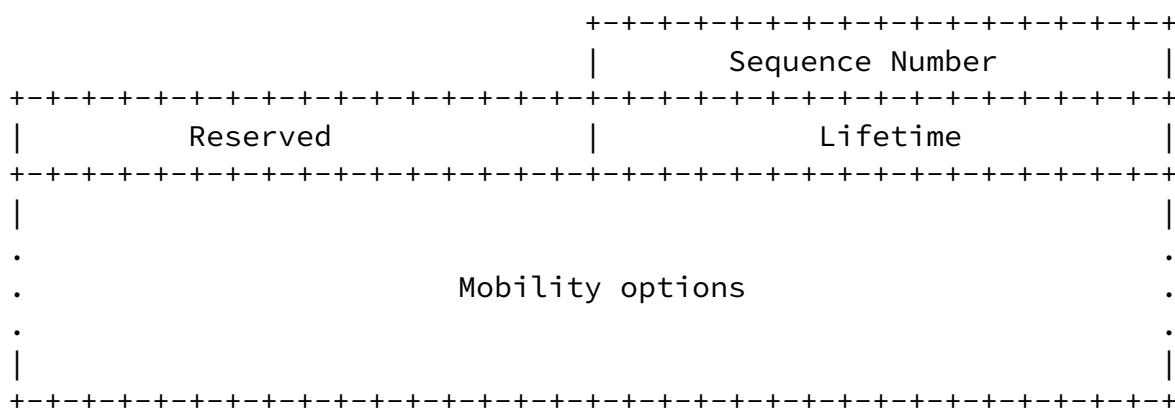 +-+-+-+-+-+-+-+-+-+-+-+-+-+-+-+-+
|       Sequence Number         |
+-+-+-+-+-+-+-+-+-+-+-+-+-+-+-+-+-+-+-+-+-+-+-+-+-+-+-+-+-+-+-+-+
|          Reserved             |            Lifetime           |
+-+-+-+-+-+-+-+-+-+-+-+-+-+-+-+-+-+-+-+-+-+-+-+-+-+-+-+-+-+-+-+-+
|                                                               |
.                                                               .
.                        Mobility options                       .
.                                                               .
|                                                               |
+-+-+-+-+-+-+-+-+-+-+-+-+-+-+-+-+-+-+-+-+-+-+-+-+-+-+-+-+-+-+-+-+